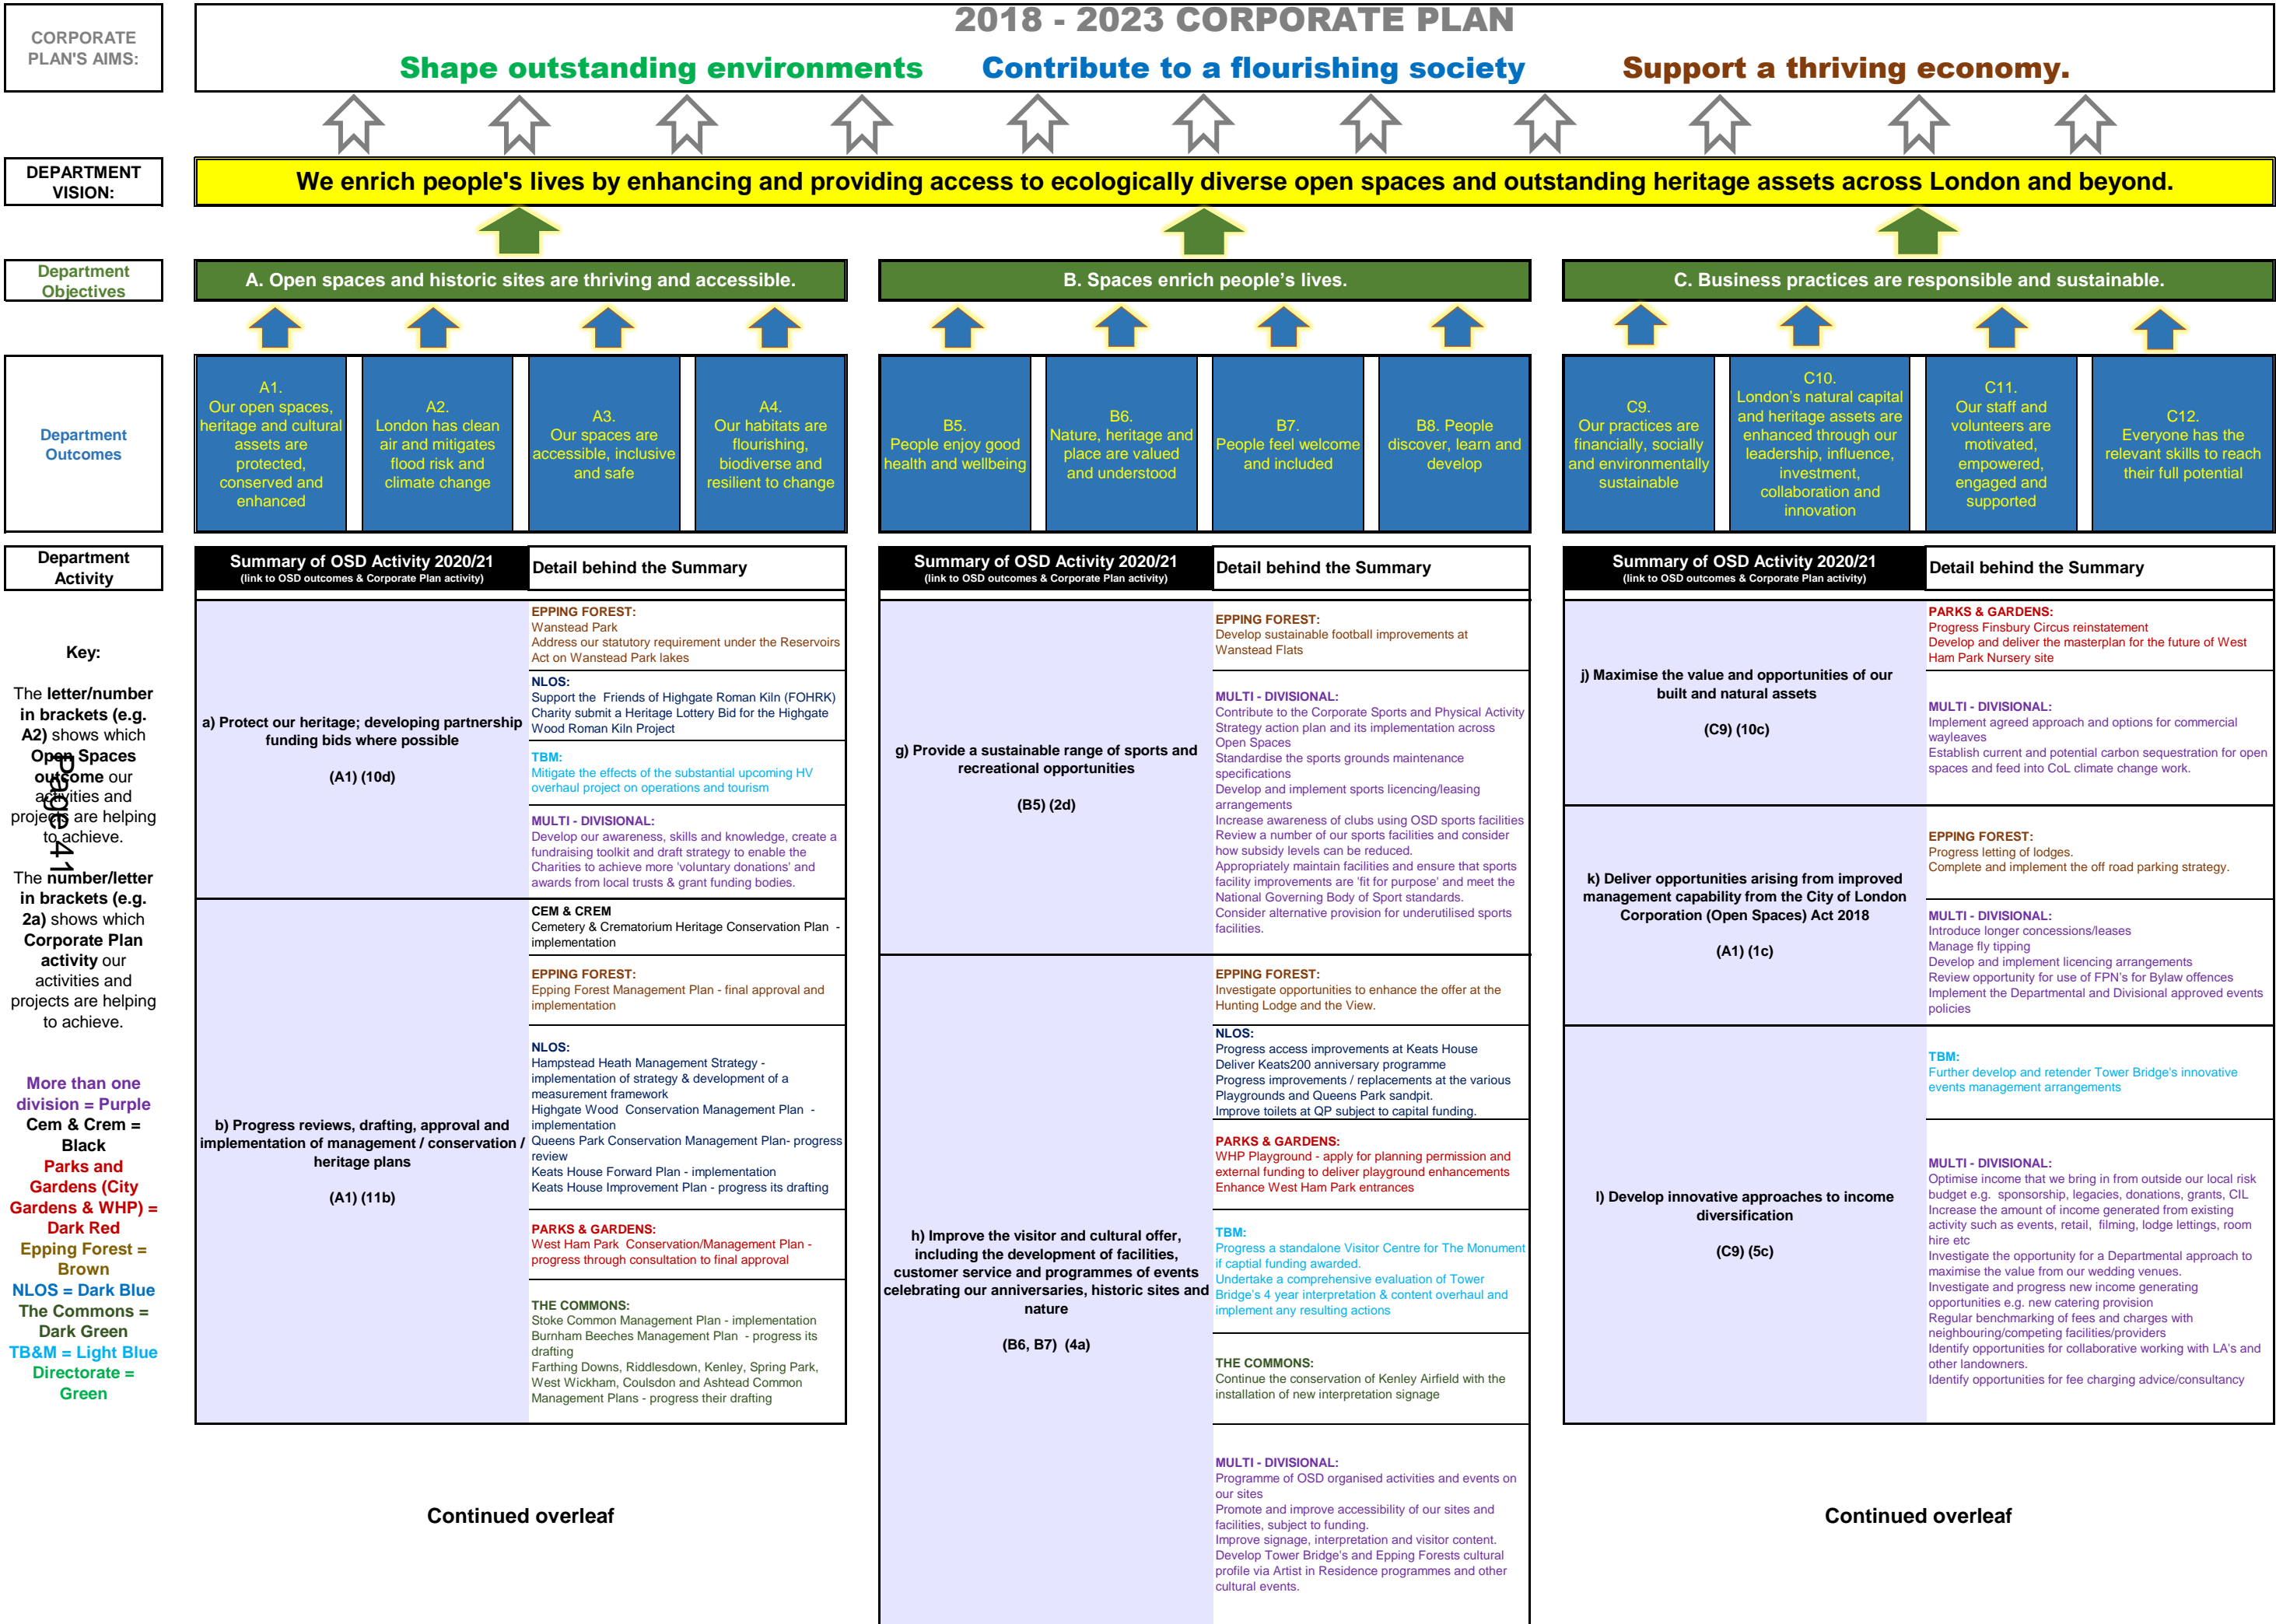 2018 - 2023 CORPORATE PLAN
CORPORATE
PLAN'S AIMS:
Shape outstanding environments
Contribute to a flourishing society
Support a thriving economy.
DEPARTMENT
VISION:
We enrich people's lives by enhancing and providing access to ecologically diverse open spaces and outstanding heritage assets across London and beyond.
Department
Objectives
A. Open spaces and historic sites are thriving and accessible.
B. Spaces enrich people's lives.
C. Business practices are responsible and sustainable.
Department
Outcomes
A1.
Our open spaces,
heritage and cultural
assets are
protected,
conserved and
enhanced
A2.
London has clean
air and mitigates
flood risk and
climate change
A3.
Our spaces are
accessible, inclusive
and safe
A4.
Our habitats are
flourishing,
biodiverse and
resilient to change
B5.
People enjoy good
health and wellbeing
B6.
Nature, heritage and
place are valued
and understood
B7.
People feel welcome
and included
B8. People
discover, learn and
develop
C9.
Our practices are
financially, socially
and environmentally
sustainable
C10.
London's natural capital
and heritage assets are
enhanced through our
leadership, influence,
investment,
collaboration and
innovation
C11.
Our staff and
volunteers are
motivated,
empowered,
engaged and
supported
C12.
Everyone has the
relevant skills to reach
their full potential
Department
Activity
Key:
The letter/number
in brackets (e.g.
A2) shows which
Open Spaces
outcome our
activities and
projects are helping
to achieve.
The number/letter
in brackets (e.g.
2a) shows which
Corporate Plan
activity our
activities and
projects are helping
to achieve.
More than one
division = Purple
Cem & Crem =
Black
Parks and
Gardens (City
Gardens & WHP) =
Dark Red
Epping Forest =
Brown
NLOS = Dark Blue
The Commons =
Dark Green
TB&M = Light Blue
Directorate =
Green
Page 41
Summary of OSD Activity 2020/21
(link to OSD outcomes & Corporate Plan activity)
Detail behind the Summary
a) Protect our heritage; developing partnership
funding bids where possible
(A1) (10d)
EPPING FOREST:
Wanstead Park
Address our statutory requirement under the Reservoirs
Act on Wanstead Park lakes
NLOS:
Support the Friends of Highgate Roman Kiln (FOHRK)
Charity submit a Heritage Lottery Bid for the Highgate
Wood Roman Kiln Project
TBM:
Mitigate the effects of the substantial upcoming HV
overhaul project on operations and tourism
MULTI - DIVISIONAL:
Develop our awareness, skills and knowledge, create a
fundraising toolkit and draft strategy to enable the
Charities to achieve more 'voluntary donations' and
awards from local trusts & grant funding bodies.
b) Progress reviews, drafting, approval and
implementation of management / conservation /
heritage plans
(A1) (11b)
CEM & CREM
Cemetery & Crematorium Heritage Conservation Plan -
implementation
EPPING FOREST:
Epping Forest Management Plan - final approval and
implementation
NLOS:
Hampstead Heath Management Strategy -
implementation of strategy & development of a
measurement framework
Highgate Wood Conservation Management Plan -
implementation
Queens Park Conservation Management Plan- progress
review
Keats House Forward Plan - implementation
Keats House Improvement Plan - progress its drafting
PARKS & GARDENS:
West Ham Park Conservation/Management Plan -
progress through consultation to final approval
THE COMMONS:
Stoke Common Management Plan - implementation
Burnham Beeches Management Plan - progress its
drafting
Farthing Downs, Riddlesdown, Kenley, Spring Park,
West Wickham, Coulsdon and Ashtead Common
Management Plans - progress their drafting
Continued overleaf
Summary of OSD Activity 2020/21
(link to OSD outcomes & Corporate Plan activity)
Detail behind the Summary
g) Provide a sustainable range of sports and
recreational opportunities
(B5) (2d)
EPPING FOREST:
Develop sustainable football improvements at
Wanstead Flats
MULTI - DIVISIONAL:
Contribute to the Corporate Sports and Physical Activity
Strategy action plan and its implementation across
Open Spaces
Standardise the sports grounds maintenance
specifications
Develop and implement sports licencing/leasing
arrangements
Increase awareness of clubs using OSD sports facilities
Review a number of our sports facilities and consider
how subsidy levels can be reduced.
Appropriately maintain facilities and ensure that sports
facility improvements are 'fit for purpose' and meet the
National Governing Body of Sport standards.
Consider alternative provision for underutilised sports
facilities.
h) Improve the visitor and cultural offer,
including the development of facilities,
customer service and programmes of events
celebrating our anniversaries, historic sites and
nature
(B6, B7) (4a)
EPPING FOREST:
Investigate opportunities to enhance the offer at the
Hunting Lodge and the View.
NLOS:
Progress access improvements at Keats House
Deliver Keats200 anniversary programme
Progress improvements / replacements at the various
Playgrounds and Queens Park sandpit.
Improve toilets at QP subject to capital funding.
PARKS & GARDENS:
WHP Playground - apply for planning permission and
external funding to deliver playground enhancements
Enhance West Ham Park entrances
TBM:
Progress a standalone Visitor Centre for The Monument
if captial funding awarded.
Undertake a comprehensive evaluation of Tower
Bridge's 4 year interpretation & content overhaul and
implement any resulting actions
THE COMMONS:
Continue the conservation of Kenley Airfield with the
installation of new interpretation signage
MULTI - DIVISIONAL:
Programme of OSD organised activities and events on
our sites
Promote and improve accessibility of our sites and
facilities, subject to funding.
Improve signage, interpretation and visitor content.
Develop Tower Bridge's and Epping Forests cultural
profile via Artist in Residence programmes and other
cultural events.
Summary of OSD Activity 2020/21
(link to OSD outcomes & Corporate Plan activity)
Detail behind the Summary
j) Maximise the value and opportunities of our
built and natural assets
(C9) (10c)
PARKS & GARDENS:
Progress Finsbury Circus reinstatement
Develop and deliver the masterplan for the future of West
Ham Park Nursery site
MULTI - DIVISIONAL:
Implement agreed approach and options for commercial
wayleaves
Establish current and potential carbon sequestration for open
spaces and feed into CoL climate change work.
k) Deliver opportunities arising from improved
management capability from the City of London
Corporation (Open Spaces) Act 2018
(A1) (1c)
EPPING FOREST:
Progress letting of lodges.
Complete and implement the off road parking strategy.
MULTI - DIVISIONAL:
Introduce longer concessions/leases
Manage fly tipping
Develop and implement licencing arrangements
Review opportunity for use of FPN's for Bylaw offences
Implement the Departmental and Divisional approved events
policies
l) Develop innovative approaches to income
diversification
(C9) (5c)
TBM:
Further develop and retender Tower Bridge's innovative
events management arrangements
MULTI - DIVISIONAL:
Optimise income that we bring in from outside our local risk
budget e.g. sponsorship, legacies, donations, grants, CIL
Increase the amount of income generated from existing
activity such as events, retail, filming, lodge lettings, room
hire etc
Investigate the opportunity for a Departmental approach to
maximise the value from our wedding venues.
Investigate and progress new income generating
opportunities e.g. new catering provision
Regular benchmarking of fees and charges with
neighbouring/competing facilities/providers
Identify opportunities for collaborative working with LA's and
other landowners.
Identify opportunities for fee charging advice/consultancy
Continued overleaf